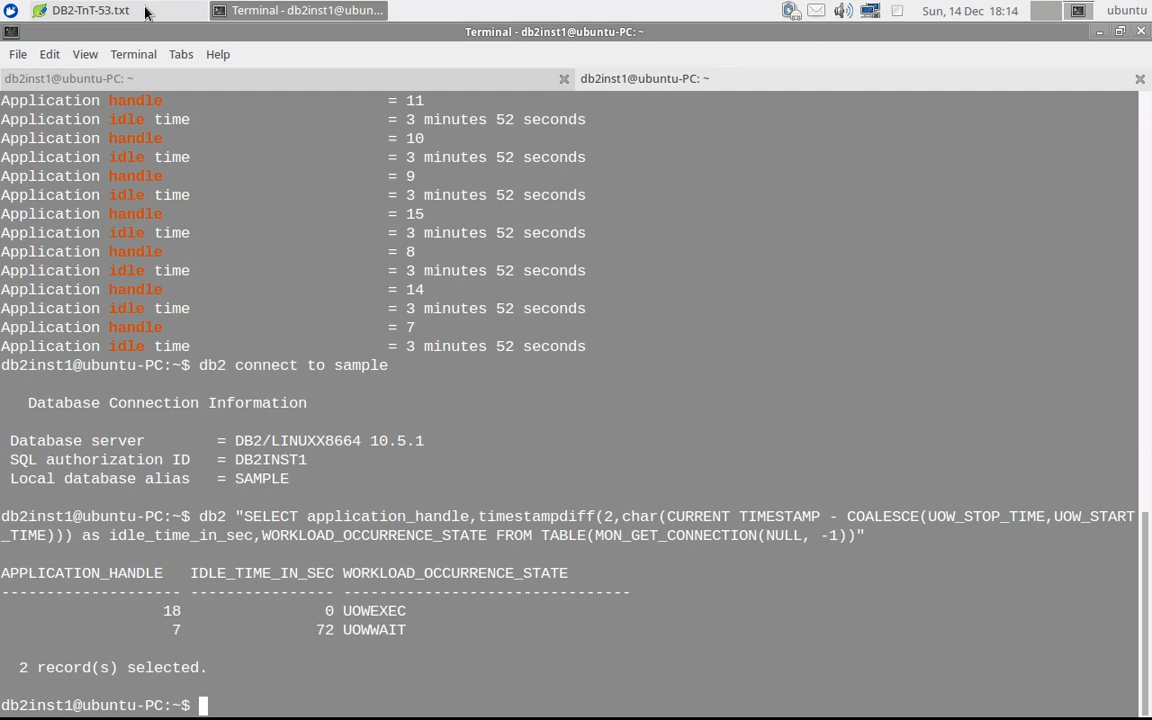 DB2-TnT-53.txt
Terminal - db2inst1@ubun...
Sun, 14 Dec 18:14
ubuntu
Terminal - db2inst1@ubuntu-PC: ~
File Edit View Terminal Tabs Help
db2inst1@ubuntu-PC: ~
db2inst1@ubuntu-PC: ~
Application handle = 11
Application idle time = 3 minutes 52 seconds
Application handle = 10
Application idle time = 3 minutes 52 seconds
Application handle = 9
Application idle time = 3 minutes 52 seconds
Application handle = 15
Application idle time = 3 minutes 52 seconds
Application handle = 8
Application idle time = 3 minutes 52 seconds
Application handle = 14
Application idle time = 3 minutes 52 seconds
Application handle = 7
Application idle time = 3 minutes 52 seconds
db2inst1@ubuntu-PC:~$ db2 connect to sample
Database Connection Information
Database server = DB2/LINUXX8664 10.5.1
SQL authorization ID = DB2INST1
Local database alias = SAMPLE
db2inst1@ubuntu-PC:~$ db2 "SELECT application_handle,timestampdiff(2,char(CURRENT TIMESTAMP - COALESCE(UOW_STOP_TIME,UOW_START
_TIME))) as idle_time_in_sec,WORKLOAD_OCCURRENCE_STATE FROM TABLE(MON_GET_CONNECTION(NULL, -1))"
APPLICATION_HANDLE IDLE_TIME_IN_SEC WORKLOAD_OCCURRENCE_STATE
-------------------- ---------------- --------------------------------
18 0 UOWEXEC
7 72 UOWWAIT
2 record(s) selected.
db2inst1@ubuntu-PC:~$